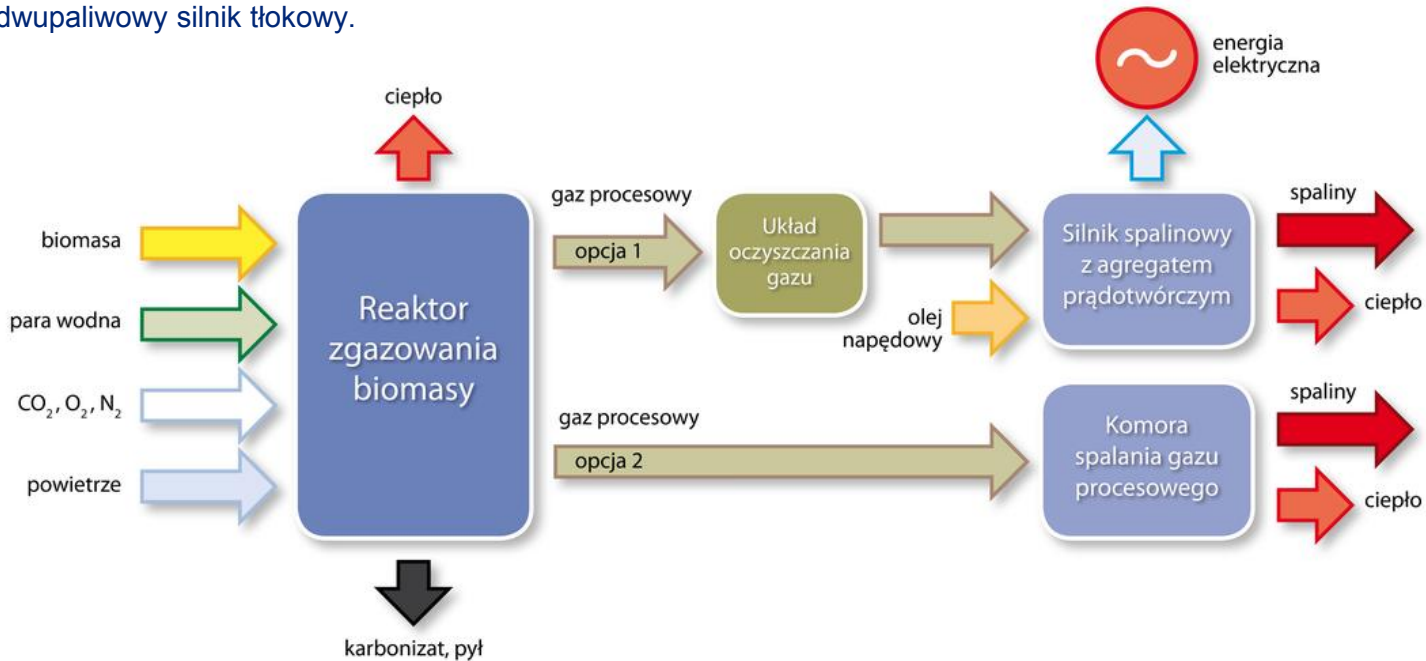 dwupaliwowy silnik tłokowy.
energia
elektryczna
ciepło
biomasa
para wodna
CO₂, O₂, N₂
powietrze
Reaktor
zgazowania
biomasy
karbonizat, pył
gaz procesowy
opcja 1
Układ
oczyszczania
gazu
olej
napędowy
Silnik spalinowy
z agregatem
prądotwórczym
spaliny
ciepło
gaz procesowy
opcja 2
Komora
spalania gazu
procesowego
spaliny
ciepło